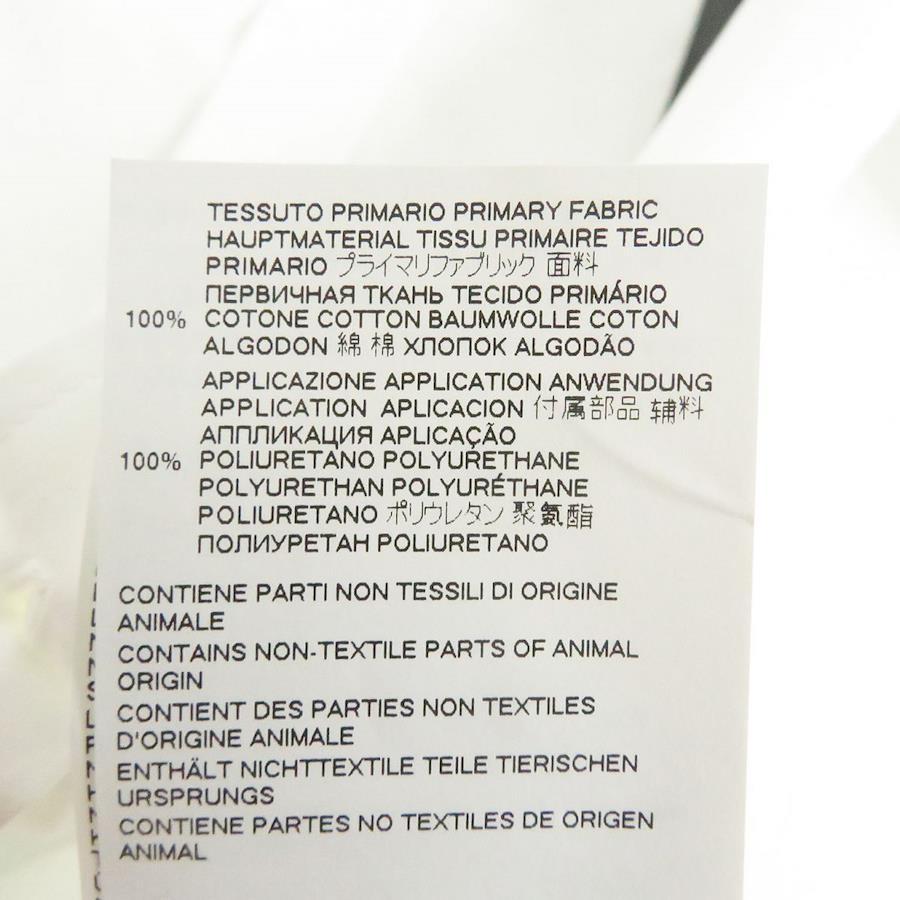 TESSUTO PRIMARIO PRIMARY FABRIC
HAUPTMATERIAL TISSU PRIMAIRE TEJIDO
PRIMARIO プライマリファブリック 面料
ПЕРВИЧНАЯ ТКАНЬ TECIDO PRIMÁRIO
100% COTONE COTTON BAUMWOLLE COTON
ALGODON 綿 棉 ХЛОПОК ALGODÃO
APPLICAZIONE APPLICATION ANWENDUNG
APPLICATION APLICACION 付属部品 辅料
АППЛИКАЦИЯ APLICAÇÃO
100% POLIURETANO POLYURETHANE
POLYURETHAN POLYURÉTHANE
POLIURETANO ポリウレタン 聚氨酯
ПОЛИУРЕТАН POLIURETANO
CONTIENE PARTI NON TESSILI DI ORIGINE
ANIMALE
CONTAINS NON-TEXTILE PARTS OF ANIMAL
ORIGIN
CONTIENT DES PARTIES NON TEXTILES
D'ORIGINE ANIMALE
ENTHÄLT NICHTTEXTILE TEILE TIERISCHEN
URSPRUNGS
CONTIENE PARTES NO TEXTILES DE ORIGEN
ANIMAL